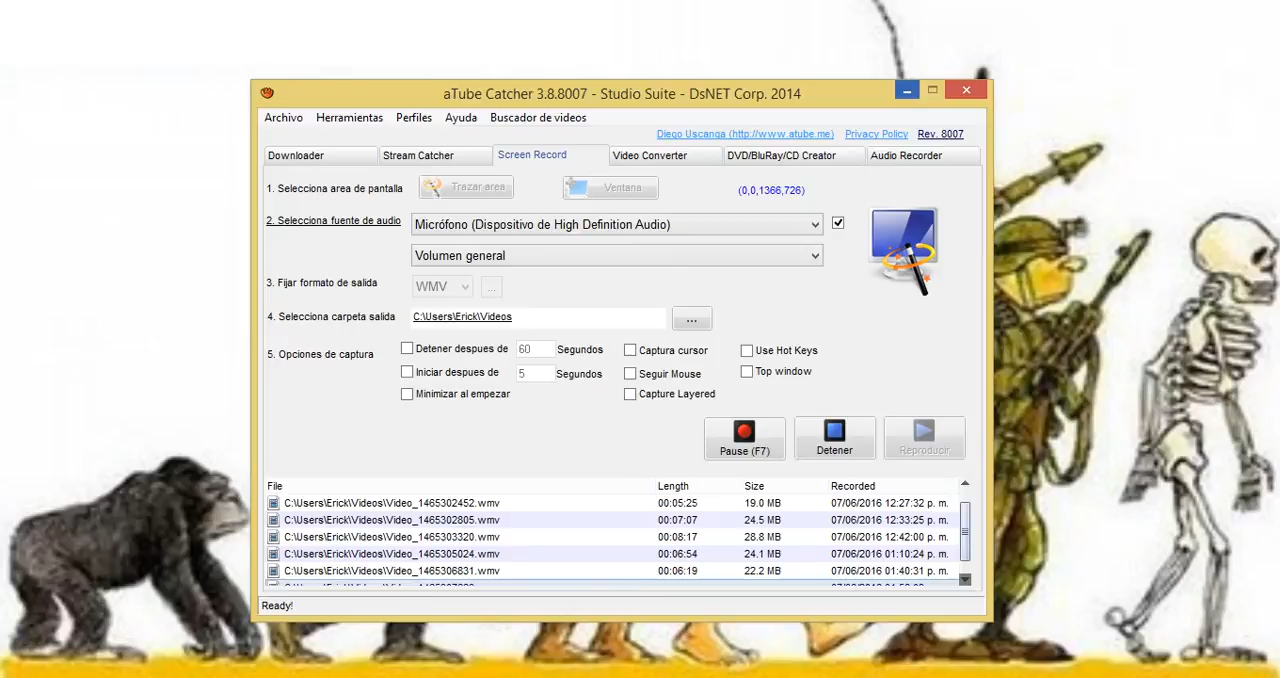 aTube Catcher 3.8.8007 - Studio Suite - DsNET Corp. 2014
Archivo Herramientas Perfiles Ayuda Buscador de videos
Diego Uscanga (http://www.atube.me) Privacy Policy Rev. 8007
Downloader Stream Catcher Screen Record Video Converter DVD/BluRay/CD Creator Audio Recorder
1. Selecciona area de pantalla Trazar area Ventana (0,0,1366,726)
2. Selecciona fuente de audio Micrófono (Dispositivo de High Definition Audio)
Volumen general
3. Fijar formato de salida WMV ...
4. Selecciona carpeta salida C:\Users\Erick\Videos ...
5. Opciones de captura Detener despues de 60 Segundos Captura cursor Use Hot Keys
Iniciar despues de 5 Segundos Seguir Mouse Top window
Minimizar al empezar Capture Layered
Pause (F7) Detener Reproducir
File Length Size Recorded
C:\Users\Erick\Videos\Video_1465302452.wmv 00:05:25 19.0 MB 07/06/2016 12:27:32 p. m.
C:\Users\Erick\Videos\Video_1465302805.wmv 00:07:07 24.5 MB 07/06/2016 12:33:25 p. m.
C:\Users\Erick\Videos\Video_1465303320.wmv 00:08:17 28.8 MB 07/06/2016 12:42:00 p. m.
C:\Users\Erick\Videos\Video_1465305024.wmv 00:06:54 24.1 MB 07/06/2016 01:10:24 p. m.
C:\Users\Erick\Videos\Video_1465306831.wmv 00:06:19 22.2 MB 07/06/2016 01:40:31 p. m.
Ready!